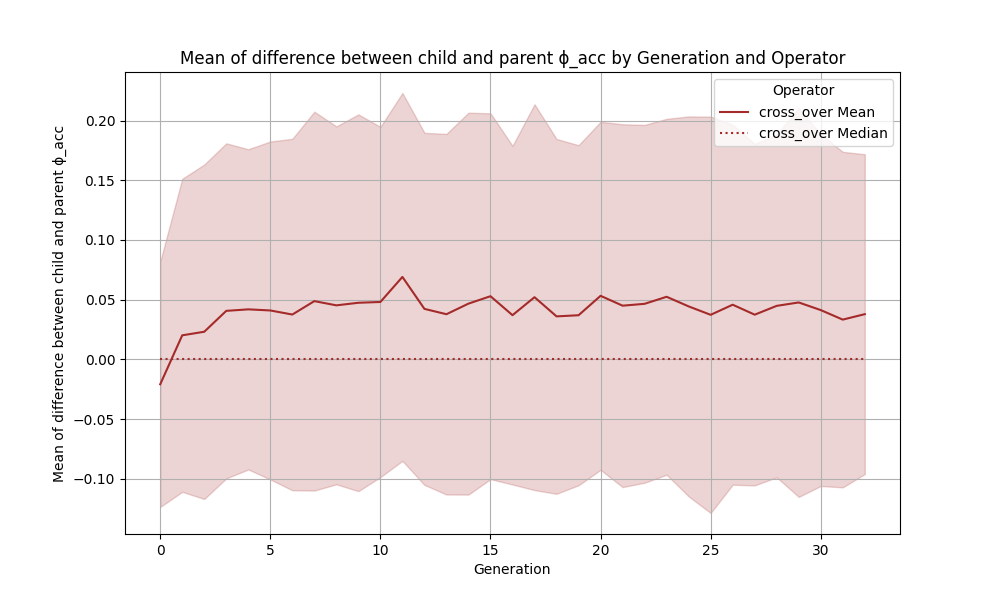 Mean of difference between child and parent ϕ_acc by Generation and Operator
Mean of difference between child and parent ϕ_acc
0.20
0.15
0.10
0.05
0.00
−0.05
−0.10
Operator
cross_over Mean
cross_over Median
0 5 10 15 20 25 30
Generation